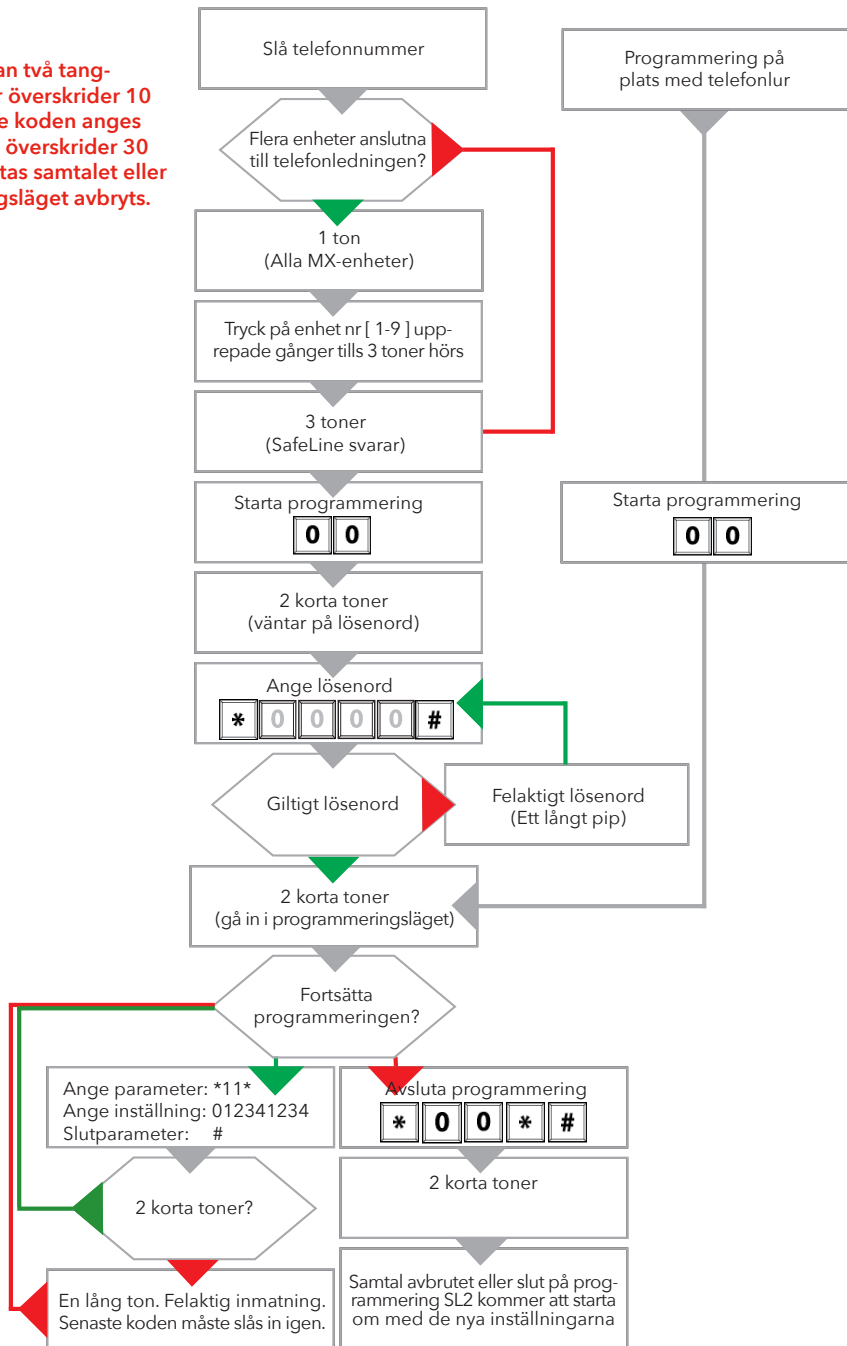 an två tang-
r överskrider 10
e koden anges
överskrider 30
tas samtalet eller
gsläget avbryts.
Slå telefonnummer
Programmering på
plats med telefonlur
Flera enheter anslutna
till telefonledningen?
1 ton
(Alla MX-enheter)
Tryck på enhet nr [ 1-9 ] upp-
repade gånger tills 3 toner hörs
3 toner
(SafeLine svarar)
Starta programmering
0 0
Starta programmering
0 0
2 korta toner
(väntar på lösenord)
Ange lösenord
* 0 0 0 0 #
Giltigt lösenord
Felaktigt lösenord
(Ett långt pip)
2 korta toner
(gå in i programmeringsläget)
Fortsätta
programmeringen?
Ange parameter: *11*
Ange inställning: 012341234
Slutparameter: #
Avsluta programmering
* 0 0 * #
2 korta toner?
2 korta toner
En lång ton. Felaktig inmatning.
Senaste koden måste slås in igen.
Samtal avbrutet eller slut på prog-
rammering SL2 kommer att starta
om med de nya inställningarna